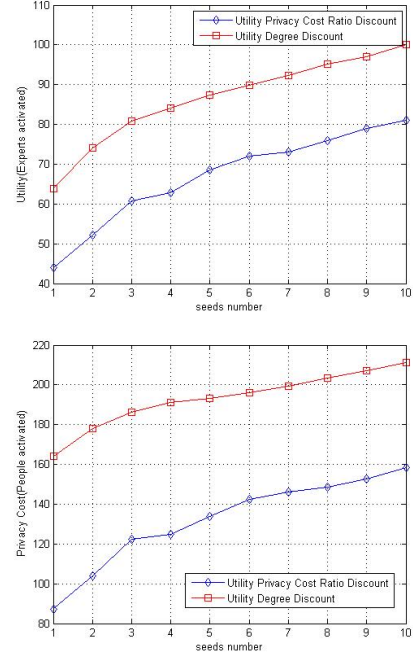 110
100
90
80
70
60
50
40
Utility(Experts activated)
Utility Privacy Cost Ratio Discount
Utility Degree Discount
1 2 3 4 5 6 7 8 9 10
seeds number
220
200
180
160
140
120
100
80
Privacy Cost(People activated)
Utility Privacy Cost Ratio Discount
Utility Degree Discount
1 2 3 4 5 6 7 8 9 10
seeds number